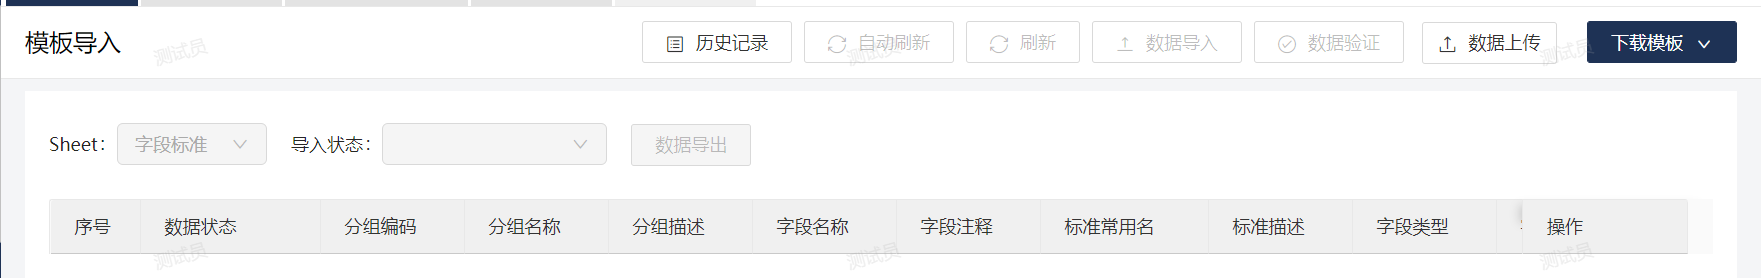 模板导入 历史记录 自动刷新 刷新 数据导入 数据验证 数据上传 下载模板
测试员 测试员 测试员
Sheet： 字段标准 导入状态： 数据导出
序号 数据状态 分组编码 分组名称 分组描述 字段名称 字段注释 标准常用名 标准描述 字段类型 操作
测试员 测试员 测试员